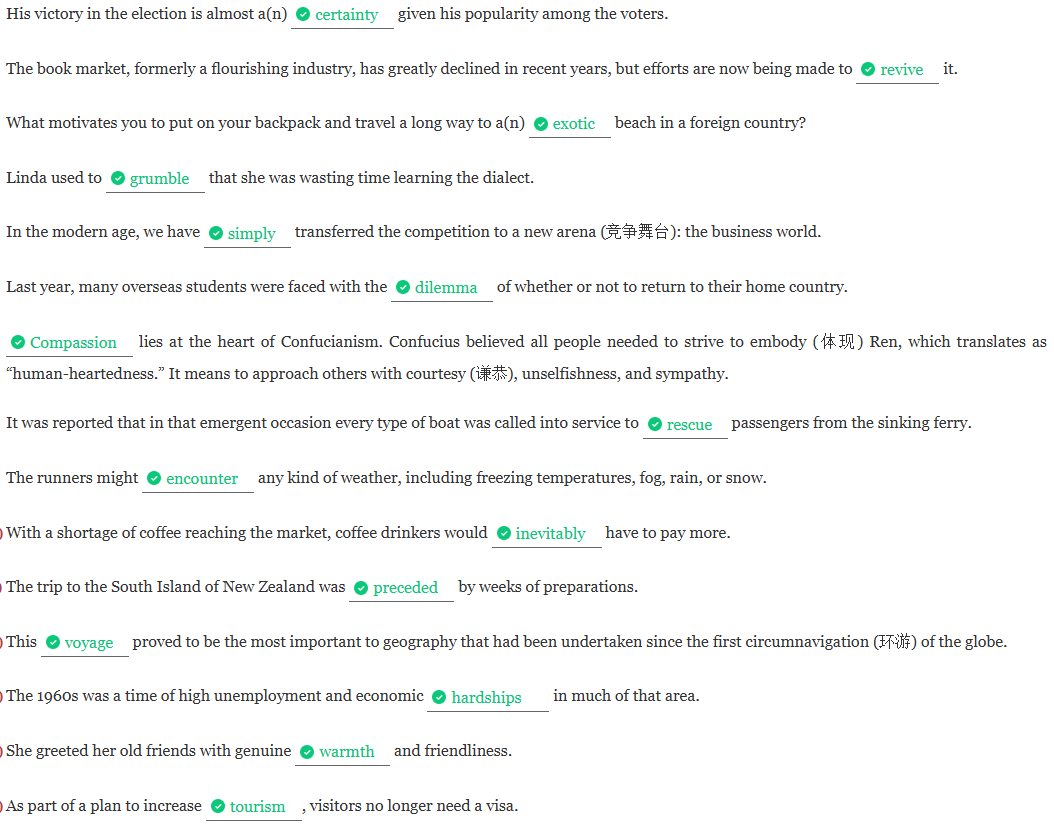 His victory in the election is almost a(n) certainty given his popularity among the voters.
The book market, formerly a flourishing industry, has greatly declined in recent years, but efforts are now being made to revive it.
What motivates you to put on your backpack and travel a long way to a(n) exotic beach in a foreign country?
Linda used to grumble that she was wasting time learning the dialect.
In the modern age, we have simply transferred the competition to a new arena (竞争舞台): the business world.
Last year, many overseas students were faced with the dilemma of whether or not to return to their home country.
Compassion lies at the heart of Confucianism. Confucius believed all people needed to strive to embody (体现) Ren, which translates as
“human-heartedness.” It means to approach others with courtesy (谦恭), unselfishness, and sympathy.
It was reported that in that emergent occasion every type of boat was called into service to rescue passengers from the sinking ferry.
The runners might encounter any kind of weather, including freezing temperatures, fog, rain, or snow.
) With a shortage of coffee reaching the market, coffee drinkers would inevitably have to pay more.
) The trip to the South Island of New Zealand was preceded by weeks of preparations.
) This voyage proved to be the most important to geography that had been undertaken since the first circumnavigation (环游) of the globe.
) The 1960s was a time of high unemployment and economic hardships in much of that area.
) She greeted her old friends with genuine warmth and friendliness.
) As part of a plan to increase tourism , visitors no longer need a visa.